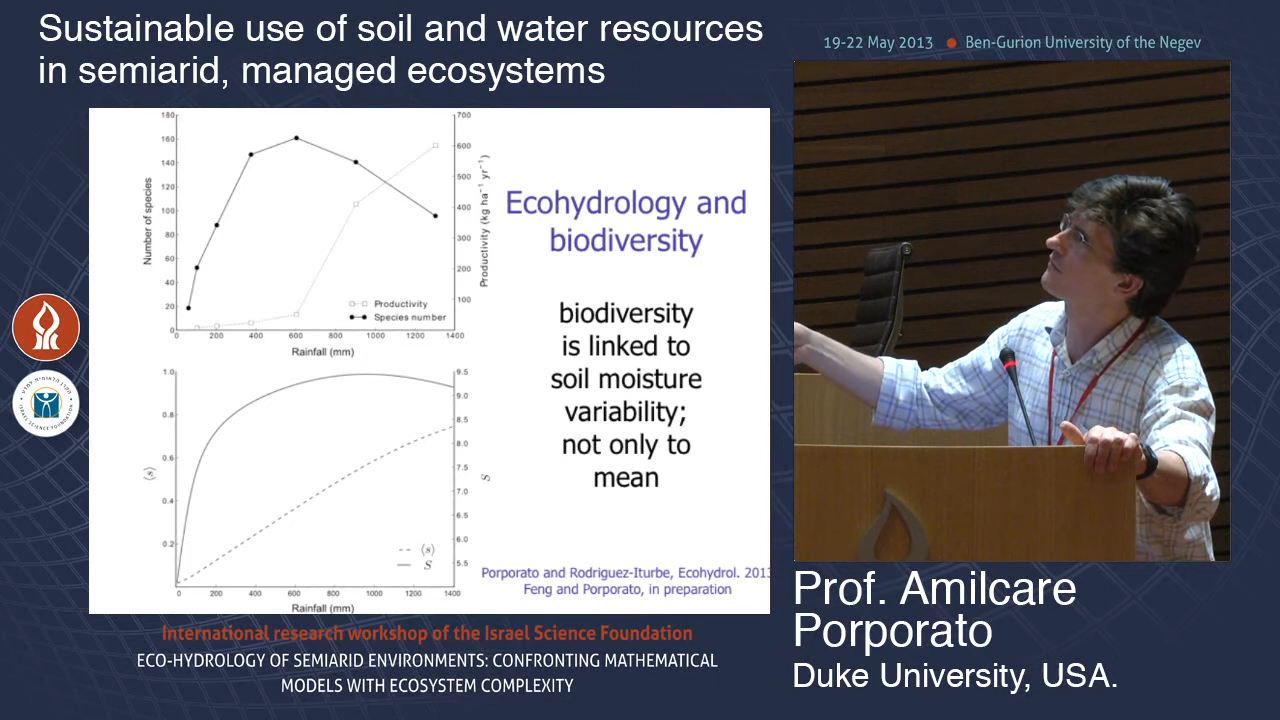 Sustainable use of soil and water resources
in semiarid, managed ecosystems
19-22 May 2013 ● Ben-Gurion University of the Negev
180
160
140
120
100
80
60
40
20
0
Number of species
700
600
500
400
300
200
100
Productivity (kg ha⁻¹ yr⁻¹)
Productivity
Species number
0 200 400 600 800 1000 1200 1400
Rainfall (mm)
1.0
0.8
0.6
0.4
0.2
⟨s⟩
9.5
9.0
8.5
8.0
7.5
7.0
6.5
6.0
5.5
S
⟨s⟩
S
0 200 400 600 800 1000 1200 1400
Rainfall (mm)
Ecohydrology and
biodiversity
biodiversity
is linked to
soil moisture
variability;
not only to
mean
Porporato and Rodriguez-Iturbe, Ecohydrol. 2013
Feng and Porporato, in preparation
ISRAEL SCIENCE FOUNDATION
International research workshop of the Israel Science Foundation
ECO-HYDROLOGY OF SEMIARID ENVIRONMENTS: CONFRONTING MATHEMATICAL
MODELS WITH ECOSYSTEM COMPLEXITY
Prof. Amilcare
Porporato
Duke University, USA.